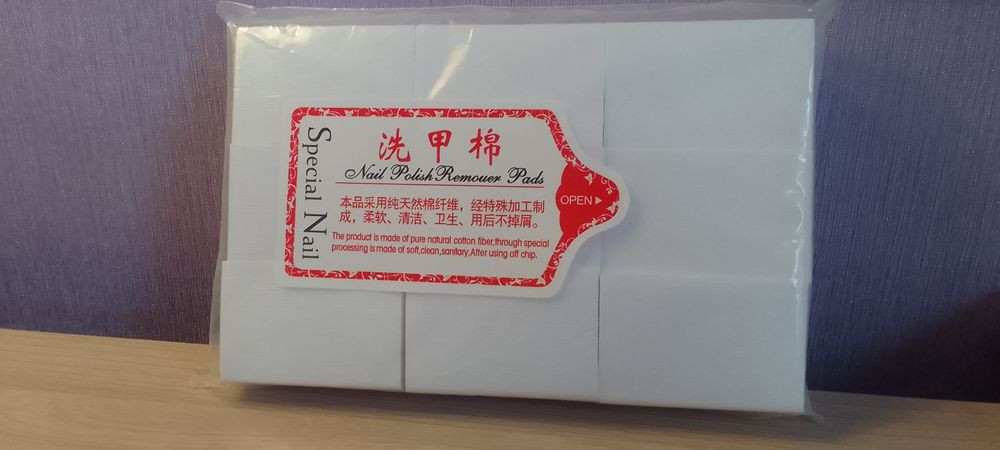 洗甲棉
Nail Polish Remouer Pads
本品采用纯天然棉纤维，经特殊加工制
成，柔软、清洁、卫生、用后不掉屑。
The product is made of pure natural cotton fiber,through special
processing is made of soft,clean,sanitary,After using off chip.
Special Nail
OPEN